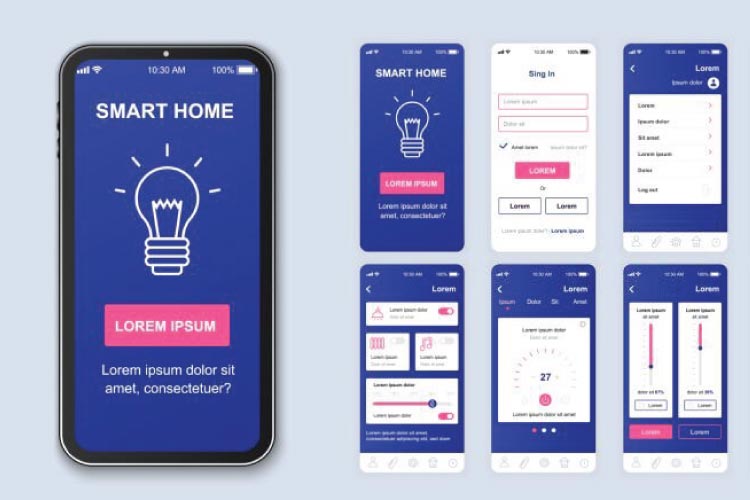 10:30 AM
100%
SMART HOME
LOREM IPSUM
Lorem ipsum dolor sit
amet, consectetuer?
10:30 AM
100%
SMART HOME
LOREM IPSUM
Lorem ipsum dolor sit
amet, consectetuer?
10:30 AM
100%
Sing In
Lorem ipsum
Dolor sit
Amet lorem
Ipsum dolor sit?
LOREM
Or
Lorem
Lorem
Lorem ipsum dolor? Lorem ipsum
10:30 AM
100%
Lorem
Ipsum dolor
Lorem
Ipsum dolor
Sit amet
Lorem ipsum
Dolor
Log out
10:30 AM
100%
Lorem
Lorem ipsum dolor
Dolor sit amet
Lorem ipsum
Lorem ipsum
Lorem ipsum dolor
Lorem ipsum dolor
Lorem ipsum dolor sit amet, consectetuer
adipiscing elit, sed diam
10:30 AM
100%
Lorem
Ipsum
Dolor
Sit
Amet
Lorem ipsum dolor
Dolor sit amet
27
Lorem ipsum dolor
Dolor sit amet
10:30 AM
100%
Lorem
Lorem ipsum
sit amet
Lorem ipsum
sit amet
dolor sit 67%
dolor sit 39%
Lorem
Lorem
Lorem
Lorem